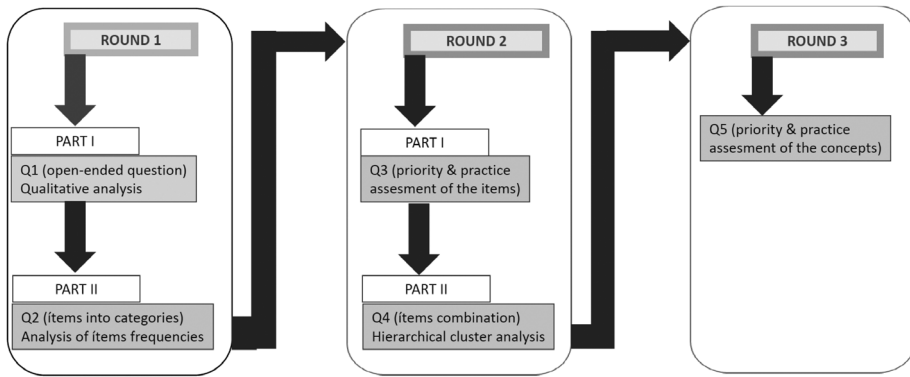 ROUND 1
PART I
Q1 (open-ended question)
Qualitative analysis
PART II
Q2 (ítems into categories)
Analysis of ítems frequencies
ROUND 2
PART I
Q3 (priority & practice
assesment of the items)
PART II
Q4 (ítems combination)
Hierarchical cluster analysis
ROUND 3
Q5 (priority & practice
assesment of the concepts)